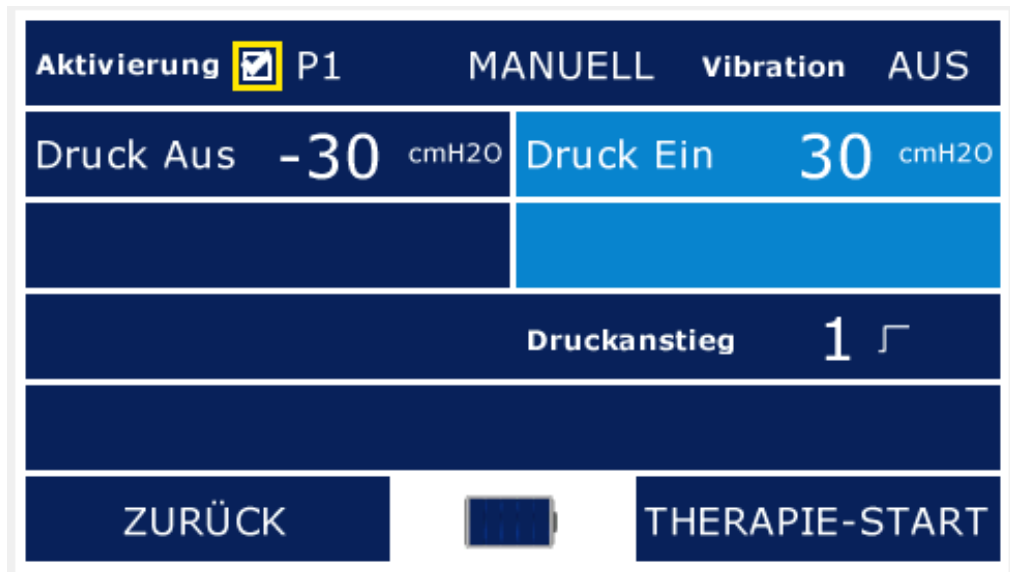 Aktivierung P1 MANUELL Vibration AUS
Druck Aus -30 cmH2O Druck Ein 30 cmH2O
Druckanstieg 1
ZURÜCK THERAPIE-START